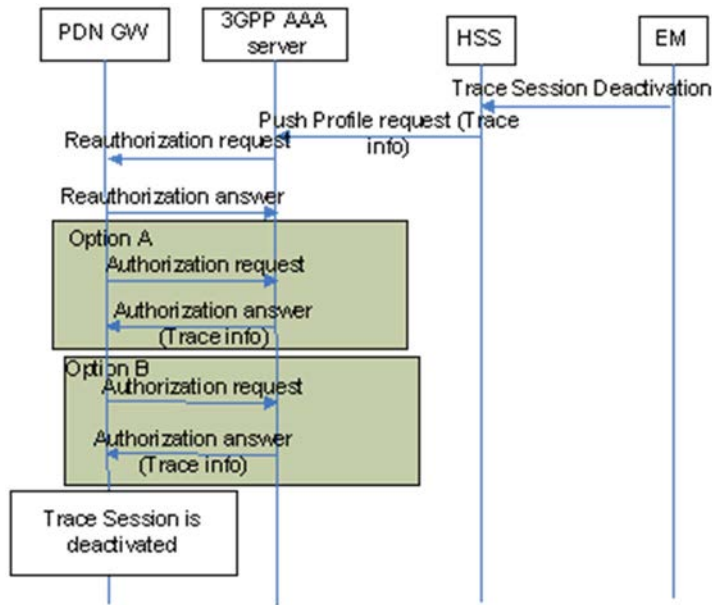 PDN GW
3GPP AAA
server
HSS
EM
Trace Session Deactivation
Push Profile request (Trace
info)
Reauthorization request
Reauthorization answer
Option A
Authorization request
Authorization answer
(Trace info)
Option B
Authorization request
Authorization answer
(Trace info)
Trace Session is
deactivated